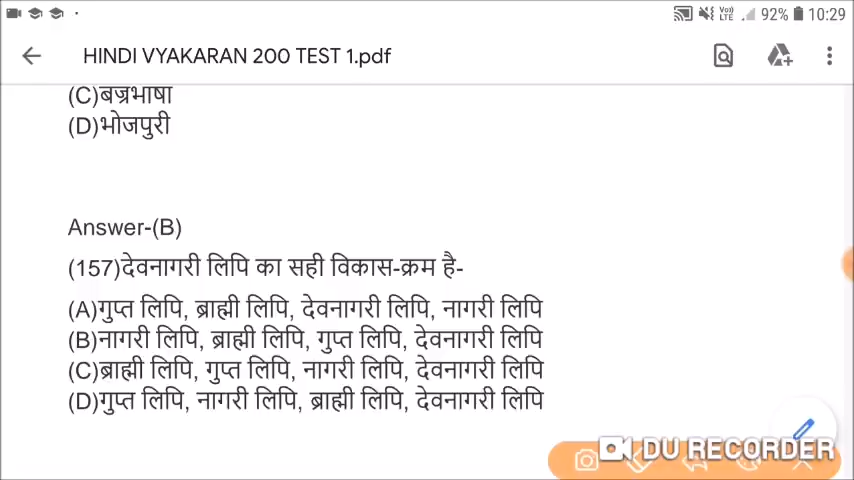 92% 10:29
HINDI VYAKARAN 200 TEST 1.pdf
(C)बज्रभाषा
(D)भोजपुरी
Answer-(B)
(157)देवनागरी लिपि का सही विकास-क्रम है-
(A)गुप्त लिपि, ब्राह्मी लिपि, देवनागरी लिपि, नागरी लिपि
(B)नागरी लिपि, ब्राह्मी लिपि, गुप्त लिपि, देवनागरी लिपि
(C)ब्राह्मी लिपि, गुप्त लिपि, नागरी लिपि, देवनागरी लिपि
(D)गुप्त लिपि, नागरी लिपि, ब्राह्मी लिपि, देवनागरी लिपि
DU RECORDER